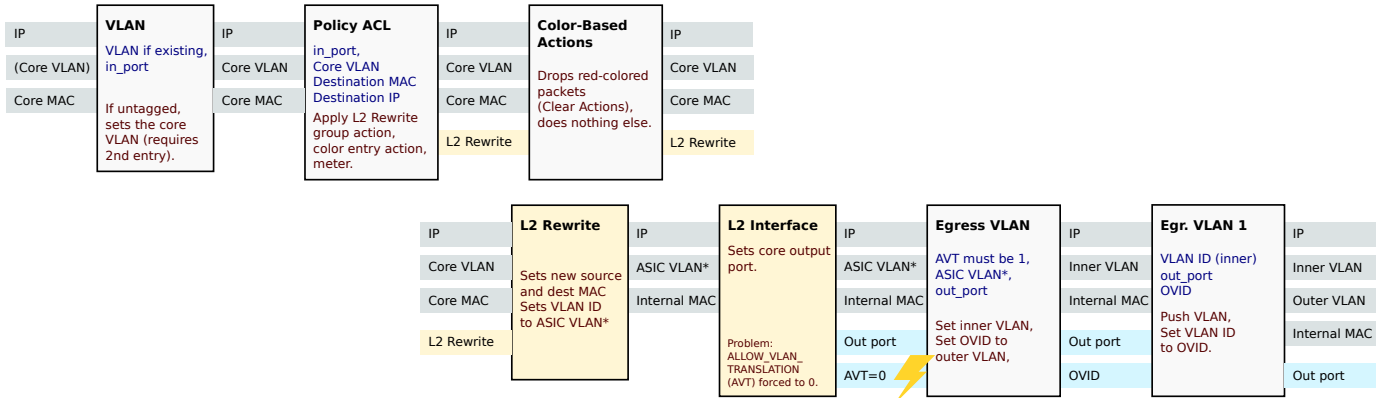 IP
(Core VLAN)
Core MAC
VLAN
VLAN if existing,
in_port
If untagged,
sets the core
VLAN (requires
2nd entry).
IP
Core VLAN
Core MAC
Policy ACL
in_port,
Core VLAN
Destination MAC
Destination IP
Apply L2 Rewrite
group action,
color entry action,
meter.
IP
Core VLAN
Core MAC
L2 Rewrite
Color-Based
Actions
Drops red-colored
packets
(Clear Actions),
does nothing else.
IP
Core VLAN
Core MAC
L2 Rewrite
IP
Core VLAN
Core MAC
L2 Rewrite
L2 Rewrite
Sets new source
and dest MAC
Sets VLAN ID
to ASIC VLAN*
IP
ASIC VLAN*
Internal MAC
L2 Interface
Sets core output
port.
Problem:
ALLOW_VLAN_
TRANSLATION
(AVT) forced to 0.
IP
ASIC VLAN*
Internal MAC
Out port
AVT=0
Egress VLAN
AVT must be 1,
ASIC VLAN*,
out_port
Set inner VLAN,
Set OVID to
outer VLAN,
IP
Inner VLAN
Internal MAC
Out port
OVID
Egr. VLAN 1
VLAN ID (inner)
out_port
OVID
Push VLAN,
Set VLAN ID
to OVID.
IP
Inner VLAN
Outer VLAN
Internal MAC
Out port